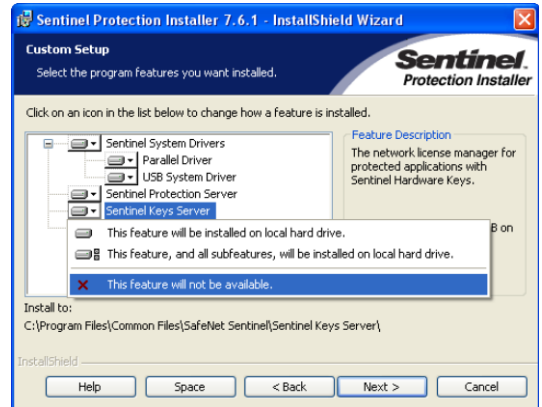 Sentinel Protection Installer 7.6.1 - InstallShield Wizard
Custom Setup
Select the program features you want installed.
Sentinel.
Protection Installer
Click on an icon in the list below to change how a feature is installed.
Sentinel System Drivers
Parallel Driver
USB System Driver
Sentinel Protection Server
Sentinel Keys Server
Feature Description
The network license manager for
protected applications with
Sentinel Hardware Keys.
B on
This feature will be installed on local hard drive.
This feature, and all subfeatures, will be installed on local hard drive.
This feature will not be available.
Install to:
C:\Program Files\Common Files\SafeNet Sentinel\Sentinel Keys Server\
InstallShield
Help Space < Back Next > Cancel